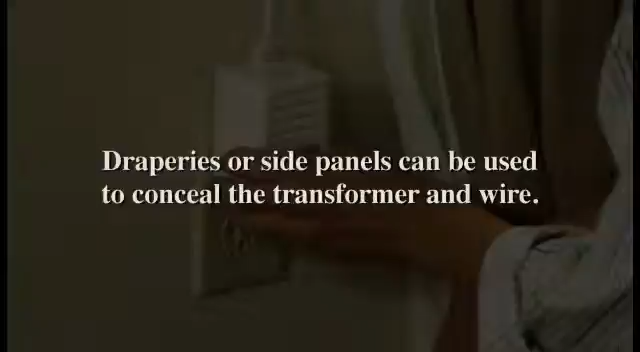 Draperies or side panels can be used
to conceal the transformer and wire.